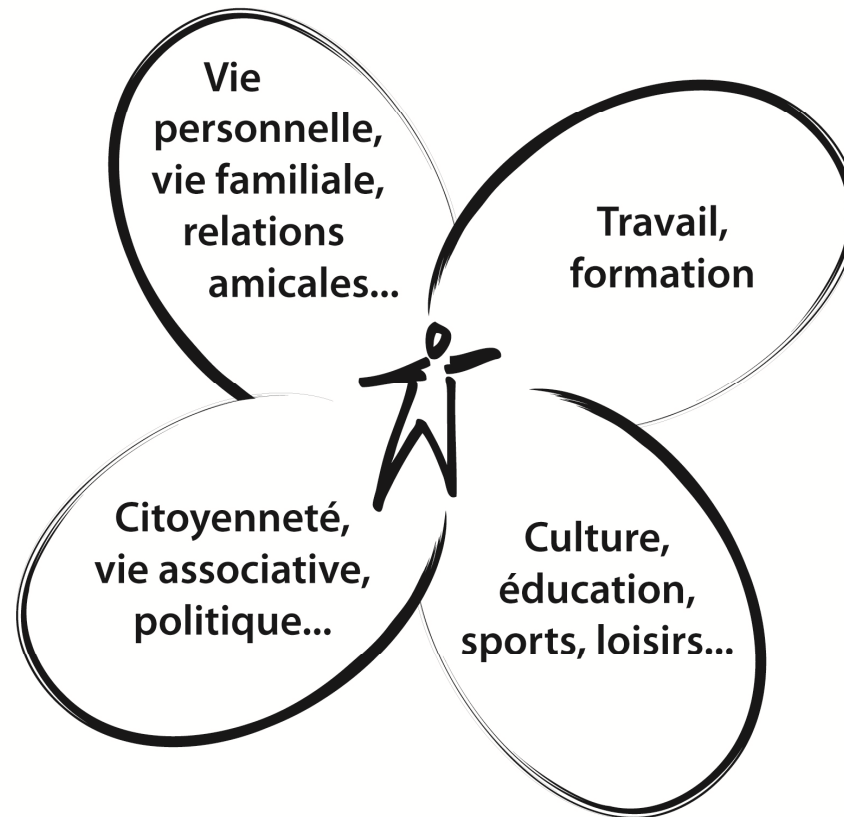 Vie
personnelle,
vie familiale,
relations
amicales...
Travail,
formation
Citoyenneté,
vie associative,
politique...
Culture,
éducation,
sports, loisirs...